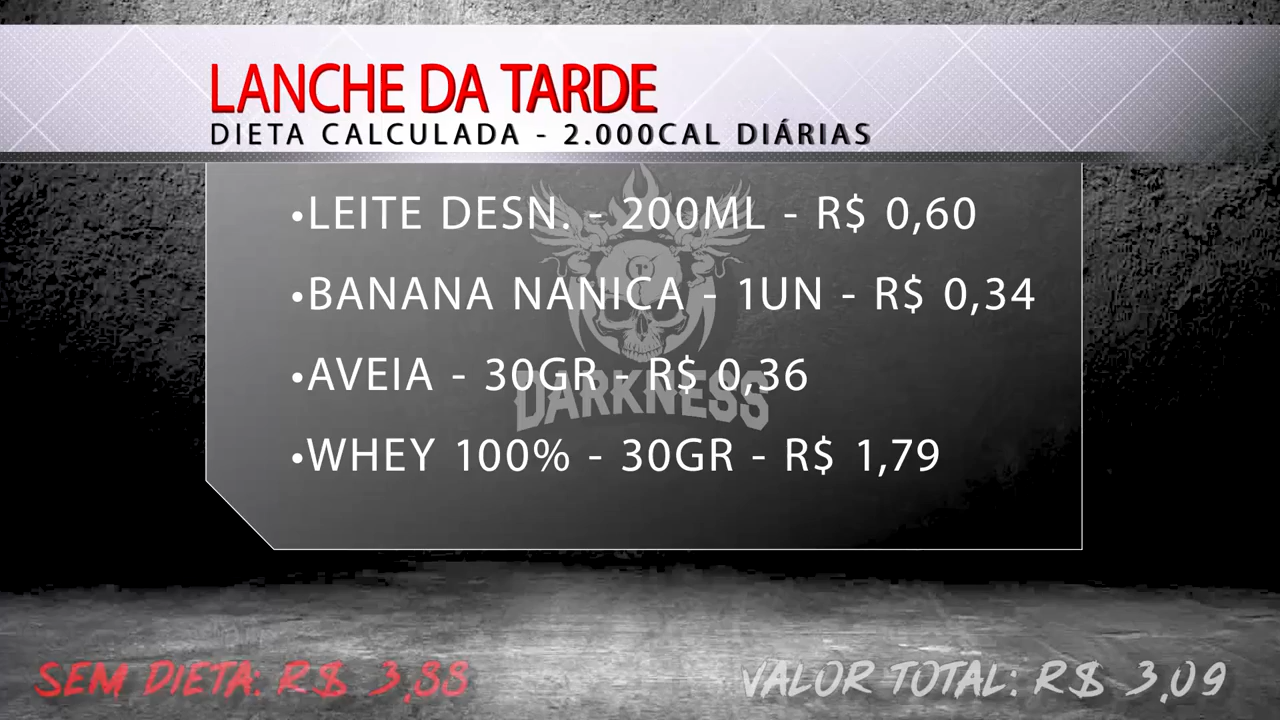 LANCHE DA TARDE
DIETA CALCULADA - 2.000CAL DIÁRIAS
•LEITE DESN. - 200ML - R$ 0,60
•BANANA NANICA - 1UN - R$ 0,34
•AVEIA - 30GR - R$ 0,36
DARKNESS
•WHEY 100% - 30GR - R$ 1,79
SEM DIETA: R$ 3,88
VALOR TOTAL: R$ 3,09